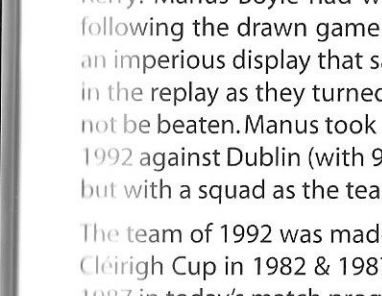 Manus Boyle had w
following the drawn game
an imperious display that sa
in the replay as they turned
not be beaten. Manus took
1992 against Dublin (with 9
but with a squad as the tea
The team of 1992 was mad
Cléirigh Cup in 1982 & 1987
1987 in today's match prog